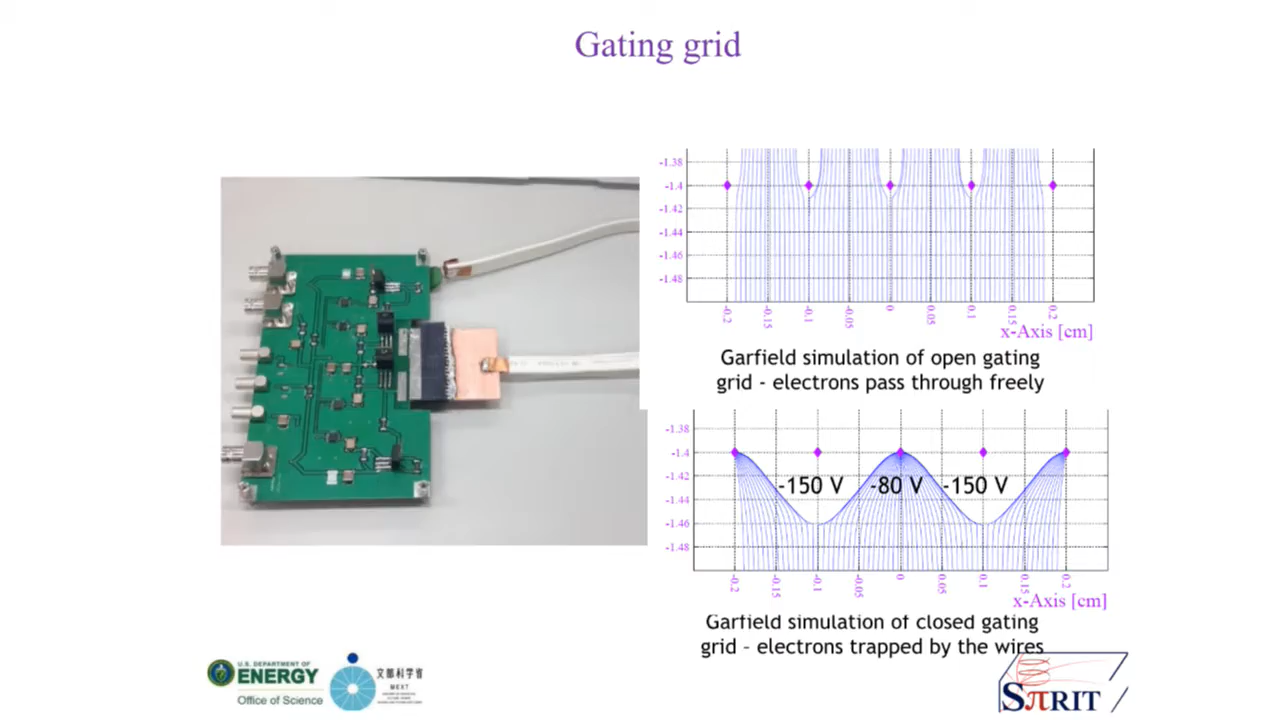 Gating grid
-1.38
-1.4
-1.42
-1.44
-1.46
-1.48
-0.2
-0.15
-0.1
-0.05
0
0.05
0.1
0.15
0.2
x-Axis [cm]
Garfield simulation of open gating
grid - electrons pass through freely
-1.38
-1.4
-1.42
-1.44
-1.46
-1.48
-150 V
-80 V
-150 V
-0.2
-0.15
-0.1
-0.05
0
0.05
0.1
0.15
0.2
x-Axis [cm]
Garfield simulation of closed gating
grid – electrons trapped by the wires
U.S. DEPARTMENT OF
ENERGY
Office of Science
文部科学省
MEXT
SπRIT